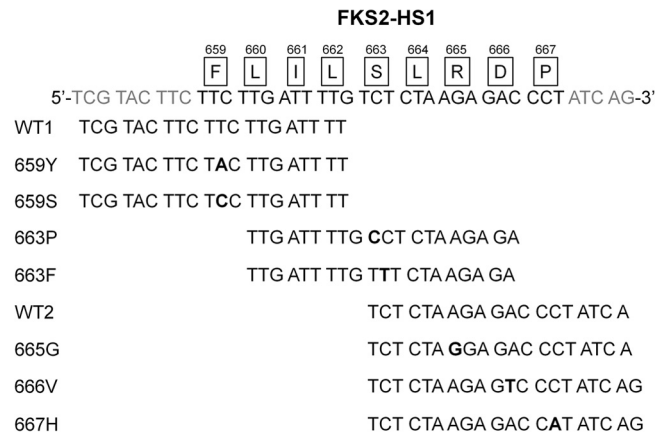 FKS2-HS1
659 660 661 662 663 664 665 666 667
F L I L S L R D P
5'-TCG TAC TTC TTC TTG ATT TTG TCT CTA AGA GAC CCT ATC AG-3'
WT1 TCG TAC TTC TTC TTG ATT TT
659Y TCG TAC TTC TAC TTG ATT TT
659S TCG TAC TTC TCC TTG ATT TT
663P TTG ATT TTG CCT CTA AGA GA
663F TTG ATT TTG TTT CTA AGA GA
WT2 TCT CTA AGA GAC CCT ATC A
665G TCT CTA GGA GAC CCT ATC A
666V TCT CTA AGA GTC CCT ATC AG
667H TCT CTA AGA GAC CAT ATC AG